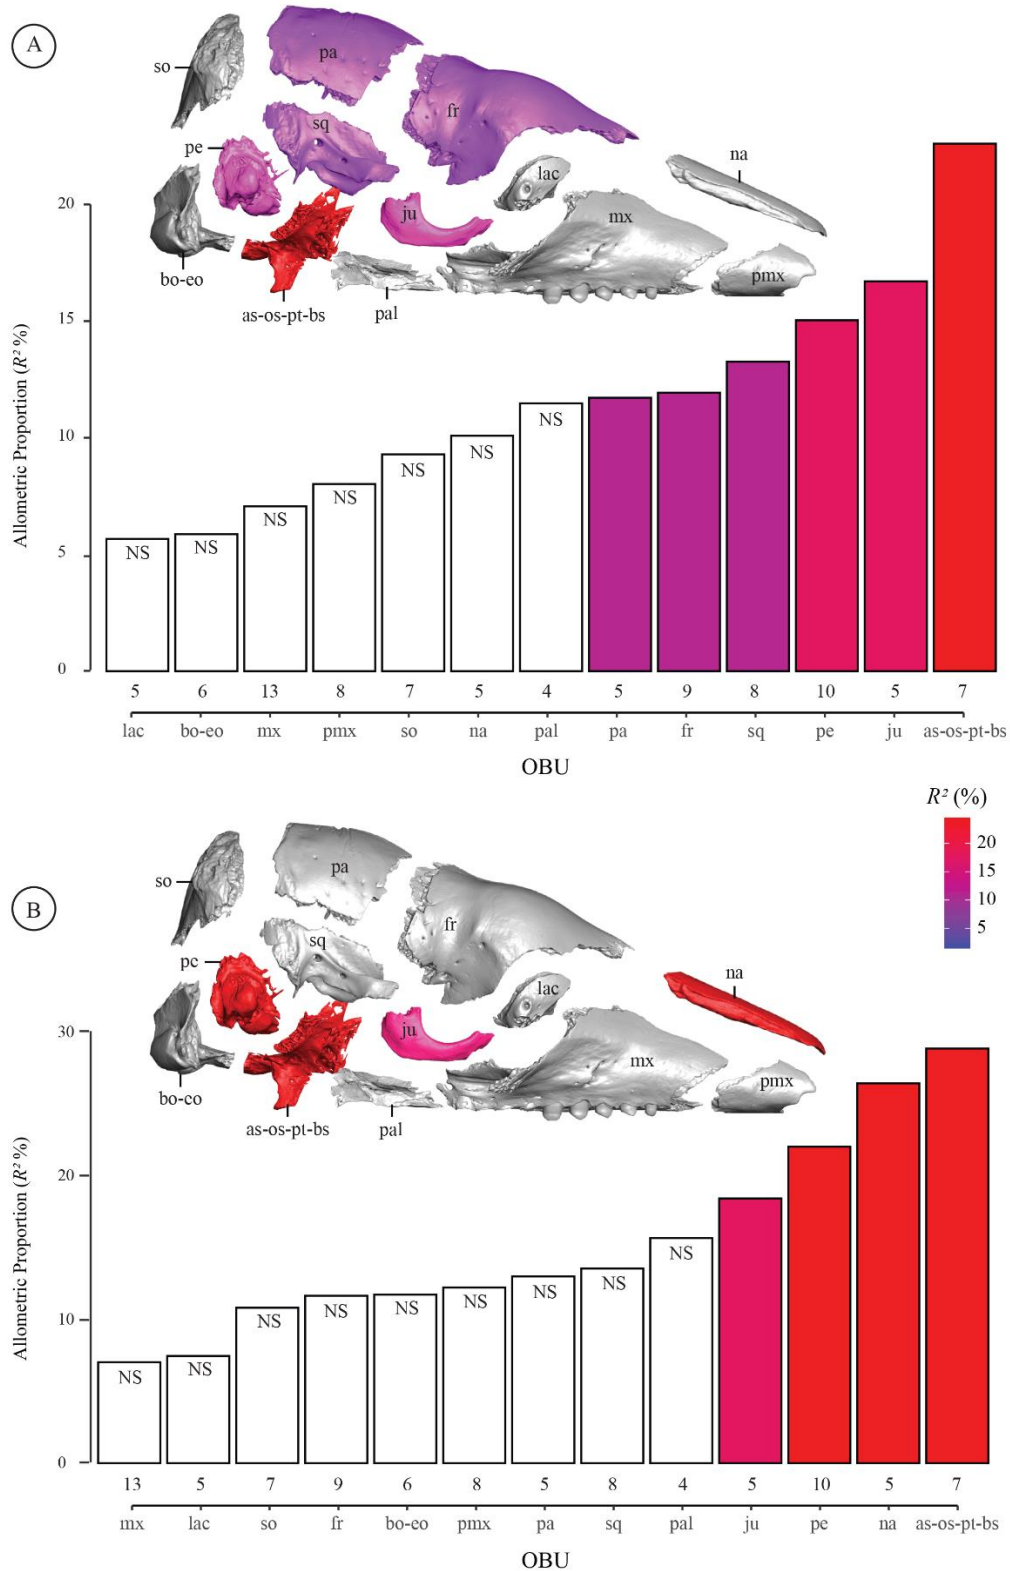 A
so
pa
fr
sq
pe
lac
na
ju
mx
bo-eo
pmx
as-os-pt-bs
pal
Allometric Proportion (R² %)
20
15
10
5
0
NS
NS
NS
NS
NS
NS
NS
5 6 13 8 7 5 4 5 9 8 10 5 7
lac bo-eo mx pmx so na pal pa fr sq pe ju as-os-pt-bs
OBU
R² (%)
20
15
10
5
B
so
pa
fr
sq
pc
lac
na
ju
mx
pmx
bo-co
as-os-pt-bs
pal
Allometric Proportion (R² %)
30
20
10
0
NS
NS
NS
NS
NS
NS
NS
NS
NS
13 5 7 9 6 8 5 8 4 5 10 5 7
mx lac so fr bo-eo pmx pa sq pal ju pe na as-os-pt-bs
OBU